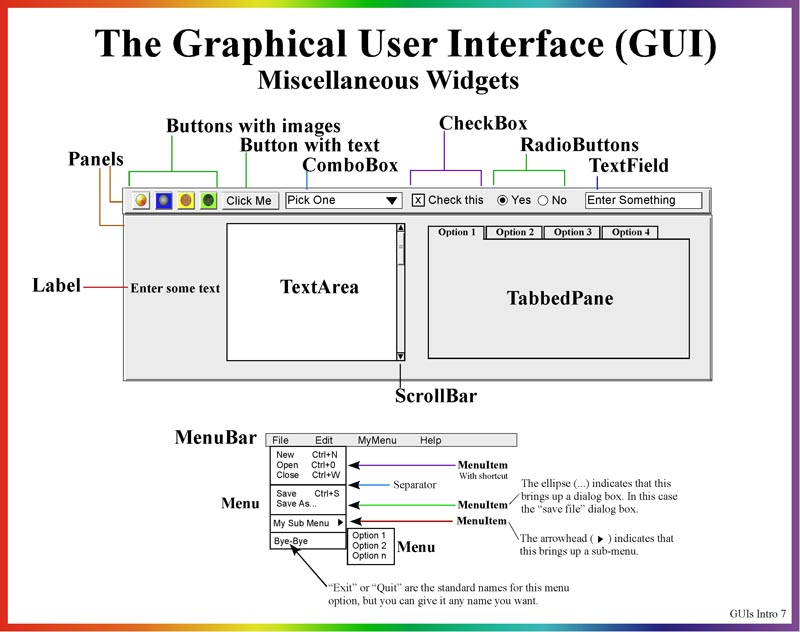 The Graphical User Interface (GUI)
Miscellaneous Widgets
CheckBox
Buttons with images
Button with text
RadioButtons
Panels
ComboBox
TextField
Click Me
Pick One
X
Check this
Yes
No
Enter Something
Option 1
Option 2
Option 3
Option 4
Label
Enter some text
TextArea
TabbedPane
ScrollBar
MenuBar
File
Edit
MyMenu
Help
New Ctrl+N
Open Ctrl+0
Close Ctrl+W
MenuItem
With shortcut
Separator
Menu
Save Ctrl+S
Save As...
MenuItem
The ellipse (...) indicates that this
brings up a dialog box. In this case
the “save file” dialog box.
My Sub Menu
MenuItem
The arrowhead ( ▶ ) indicates that
this brings up a sub-menu.
Bye-Bye
Option 1
Option 2
Option n
Menu
“Exit” or “Quit” are the standard names for this menu
option, but you can give it any name you want.
GUIs Intro 7